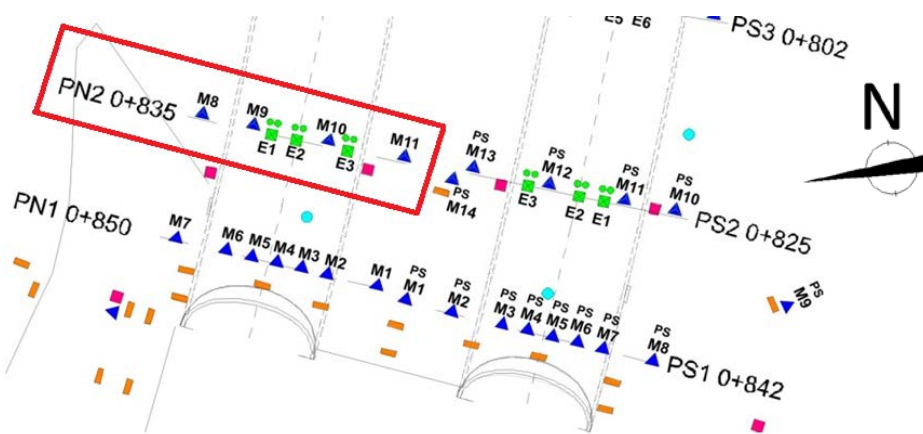 E5 E6
PS3 0+802
PN2 0+835
M8
M9
E1
E2
M10
E3
M11
PS
M13
PS
M14
E3
PS
M12
E2
E1
PS
M11
PS
M10
PS2 0+825
N
PN1 0+850
M7
M6
M5
M4
M3
M2
M1
PS
M1
PS
M2
PS
M3
PS
M4
PS
M5
PS
M6
PS
M7
PS
M8
PS1 0+842
PS
M9